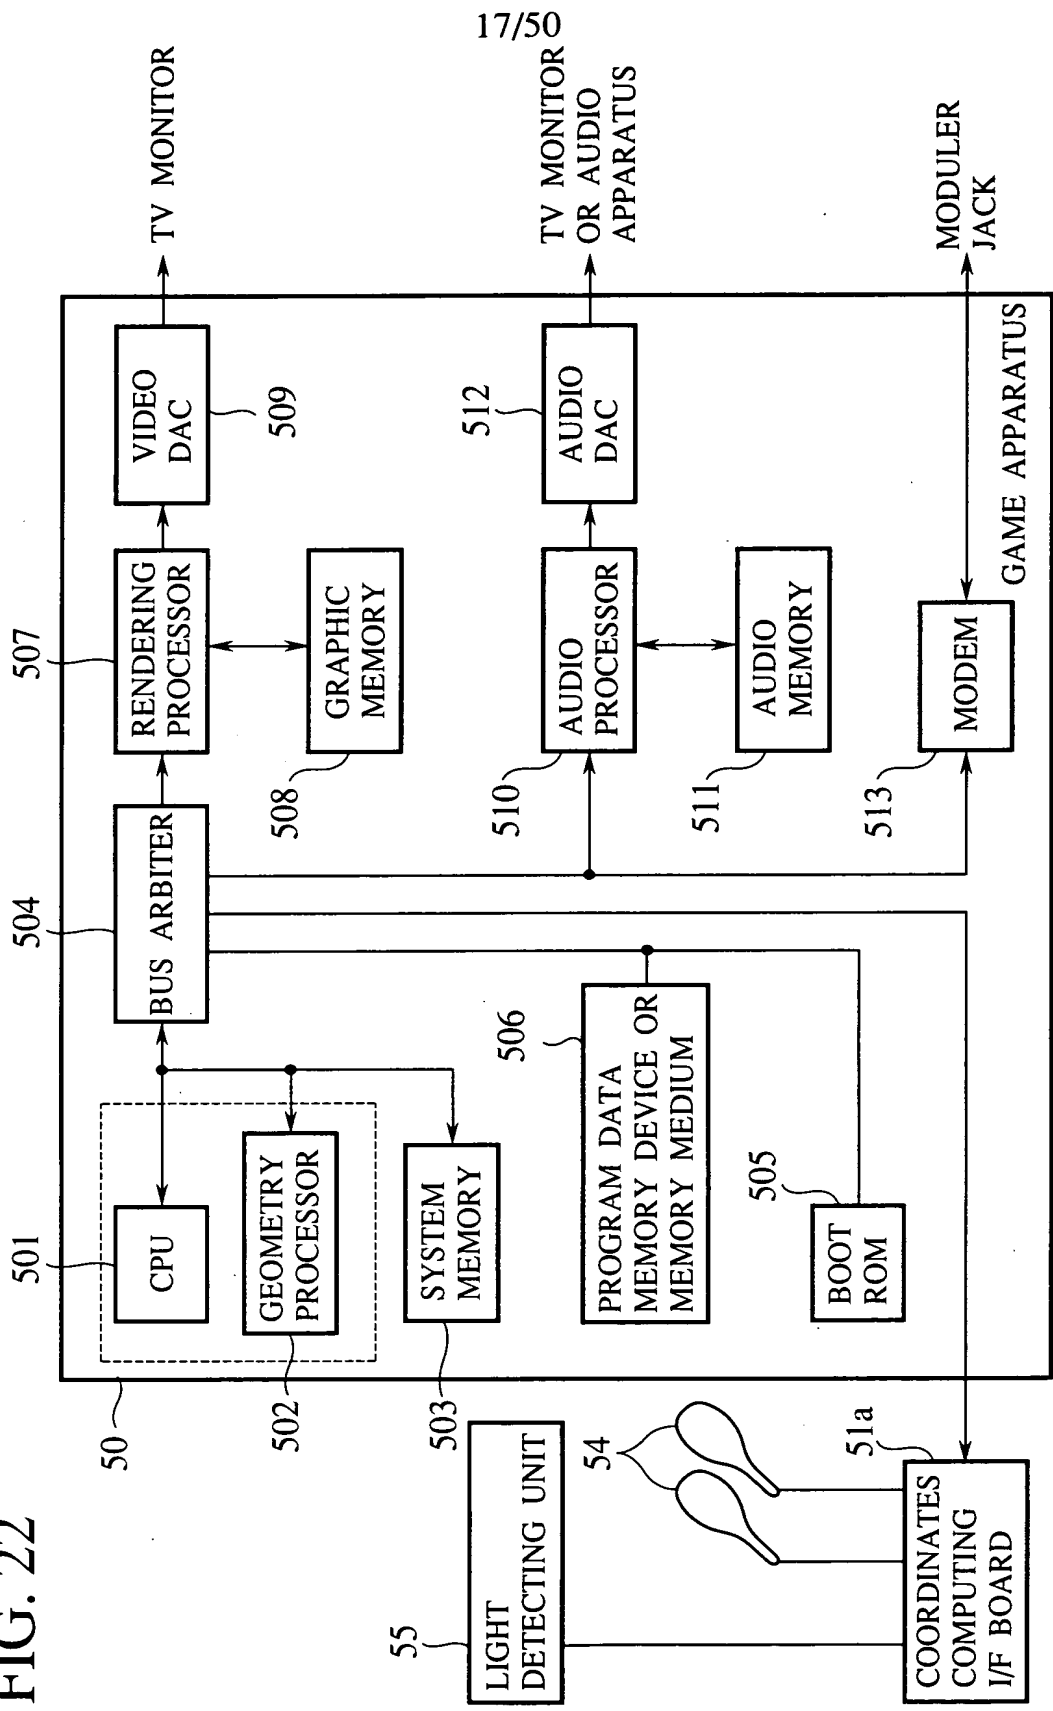 17/50
FIG. 22
50
501
CPU
502
GEOMETRY
PROCESSOR
503
SYSTEM
MEMORY
504
BUS ARBITER
507
RENDERING
PROCESSOR
508
GRAPHIC
MEMORY
VIDEO
DAC
509
TV MONITOR
506
PROGRAM DATA
MEMORY DEVICE OR
MEMORY MEDIUM
505
BOOT
ROM
510
AUDIO
PROCESSOR
511
AUDIO
MEMORY
512
AUDIO
DAC
TV MONITOR
OR AUDIO
APPARATUS
513
MODEM
MODULER
JACK
GAME APPARATUS
55
LIGHT
DETECTING UNIT
54
51a
COORDINATES
COMPUTING
I/F BOARD